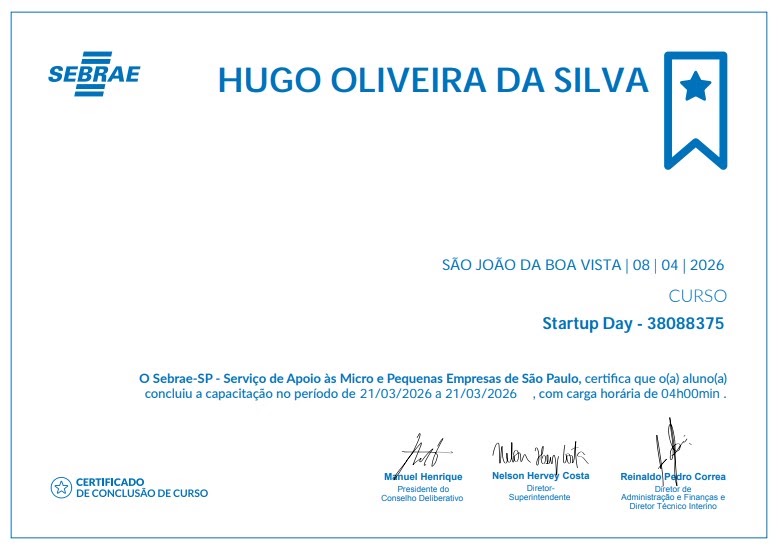 SEBRAE
HUGO OLIVEIRA DA SILVA
SÃO JOÃO DA BOA VISTA | 08 | 04 | 2026
CURSO
Startup Day - 38088375
O Sebrae-SP - Serviço de Apoio às Micro e Pequenas Empresas de São Paulo, certifica que o(a) aluno(a)
concluiu a capacitação no período de 21/03/2026 a 21/03/2026 , com carga horária de 04h00min .
Manuel Henrique
Presidente do
Conselho Deliberativo
Nelson Hervey Costa
Nelson Hervey Costa
Diretor-
Superintendente
Reinaldo Pedro Correa
Diretor de
Administração e Finanças e
Diretor Técnico Interino
CERTIFICADO
DE CONCLUSÃO DE CURSO